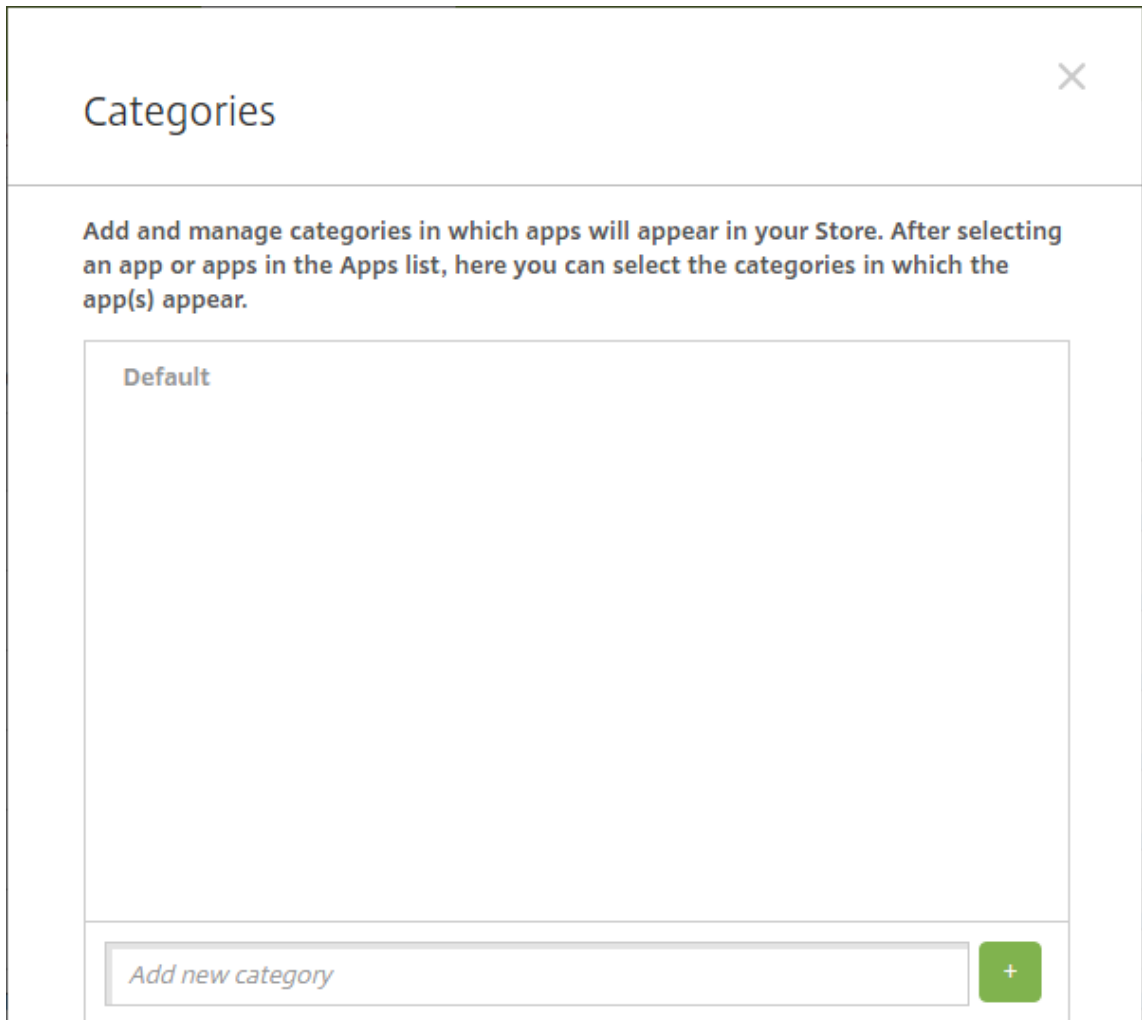 Categories
Add and manage categories in which apps will appear in your Store. After selecting
an app or apps in the Apps list, here you can select the categories in which the
app(s) appear.
Default
Add new category
+